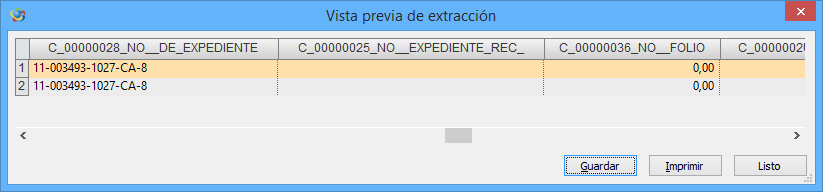 Vista previa de extracción
C_00000028_NO__DE_EXPEDIENTE C_00000025_NO__EXPEDIENTE_REC_ C_00000036_NO__FOLIO
1 11-003493-1027-CA-8 0,00
2 11-003493-1027-CA-8 0,00
Guardar Imprimir Listo